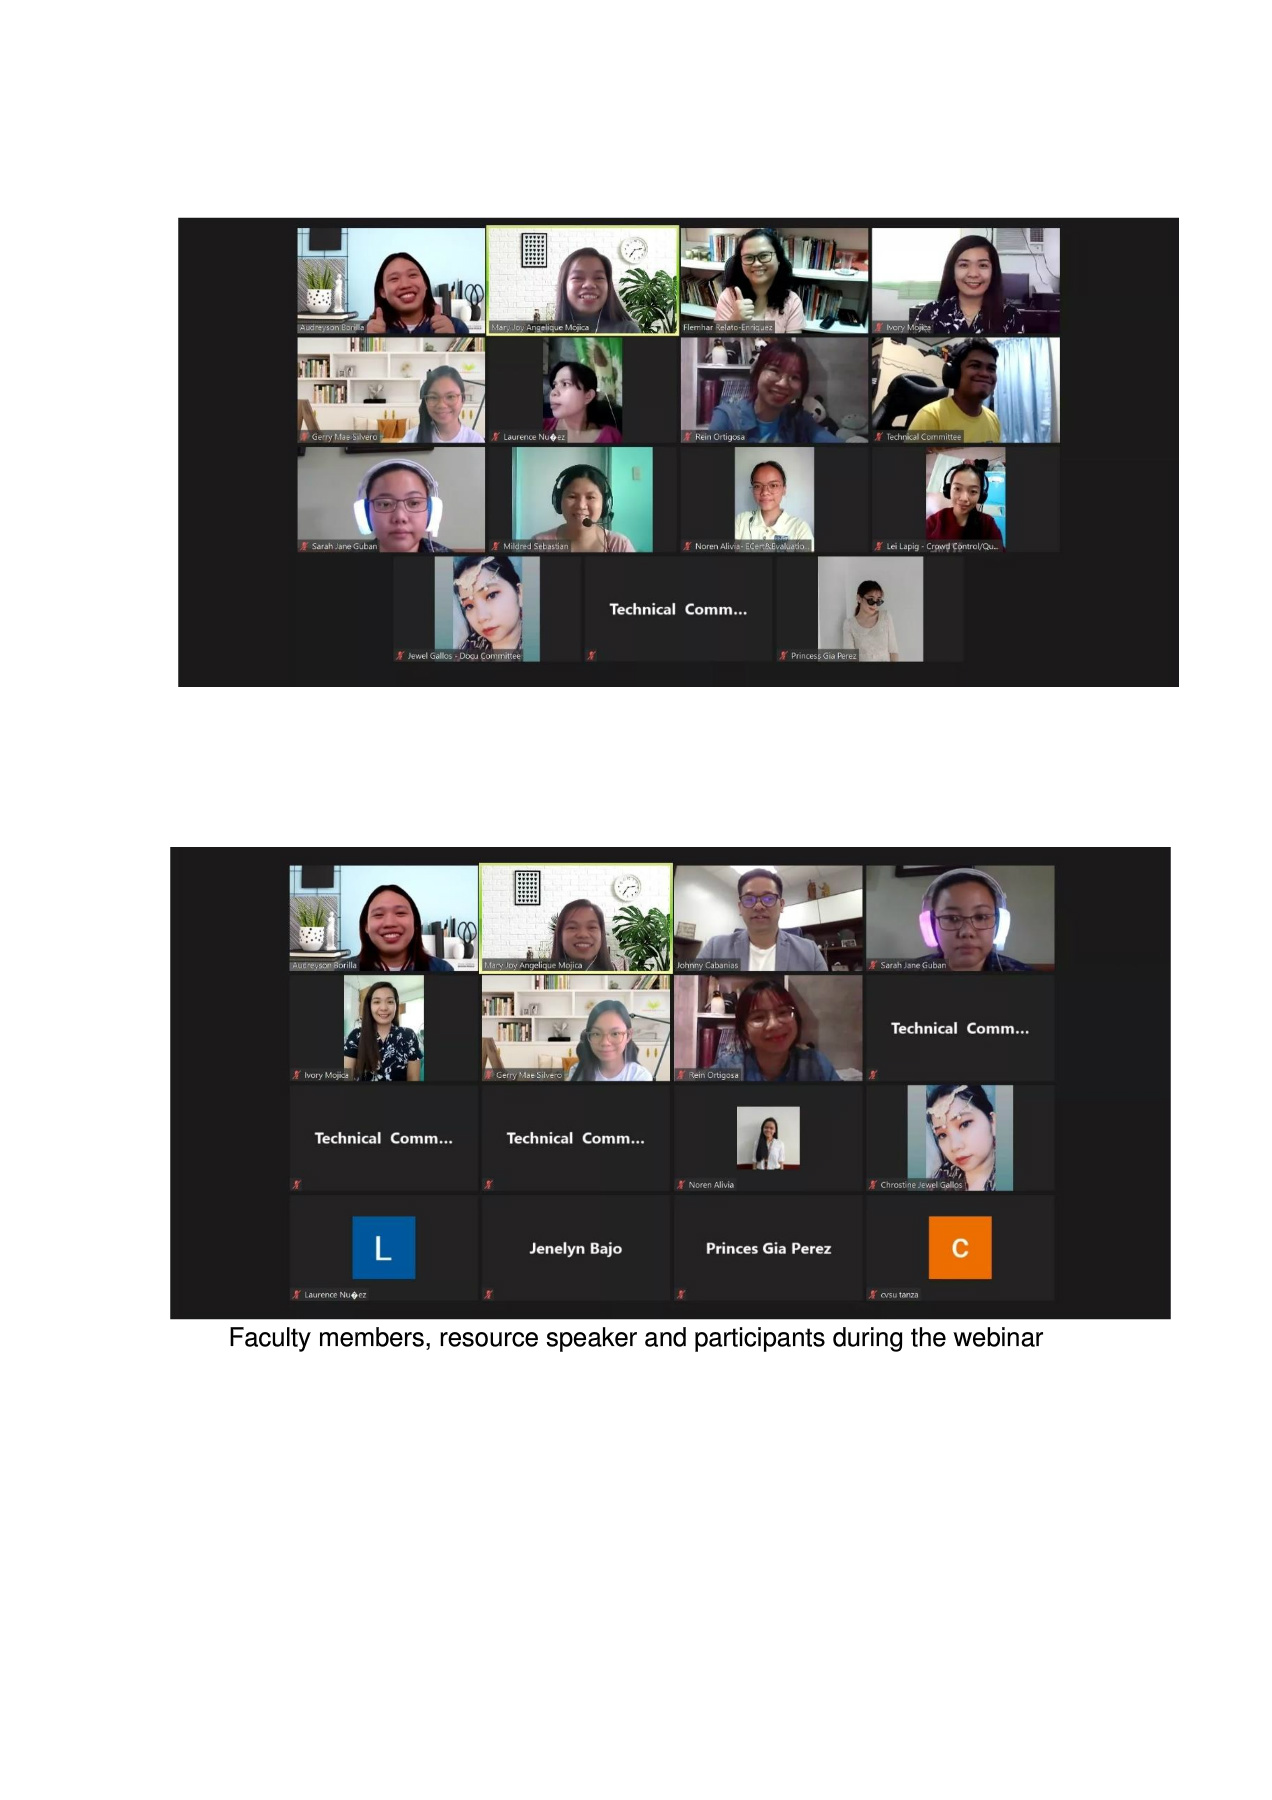 Audreyson Borilla
Mary Joy Angelique Mojica
Flemhar Relato-Enriquez
Ivory Mojica
Gerry Mae Silvero
Laurence Nu�ez
Rein Ortigosa
Technical Committee
Sarah Jane Guban
Mildred Sebastian
Noren Alivia- ECert&Evaluatio...
Lei Lapig - Crowd Control/Qu...
Jewel Gallos - Docu Committee
Technical Comm...
Princess Gia Perez
Audreyson Borilla
Mary Joy Angelique Mojica
Johnny Cabanias
Sarah Jane Guban
Ivory Mojica
Gerry Mae Silvero
Rein Ortigosa
Technical Comm...
Technical Comm...
Technical Comm...
Noren Alivia
Chrostine Jewel Gallos
L
Laurence Nu�ez
Jenelyn Bajo
Princes Gia Perez
C
cvsu tanza
Faculty members, resource speaker and participants during the webinar